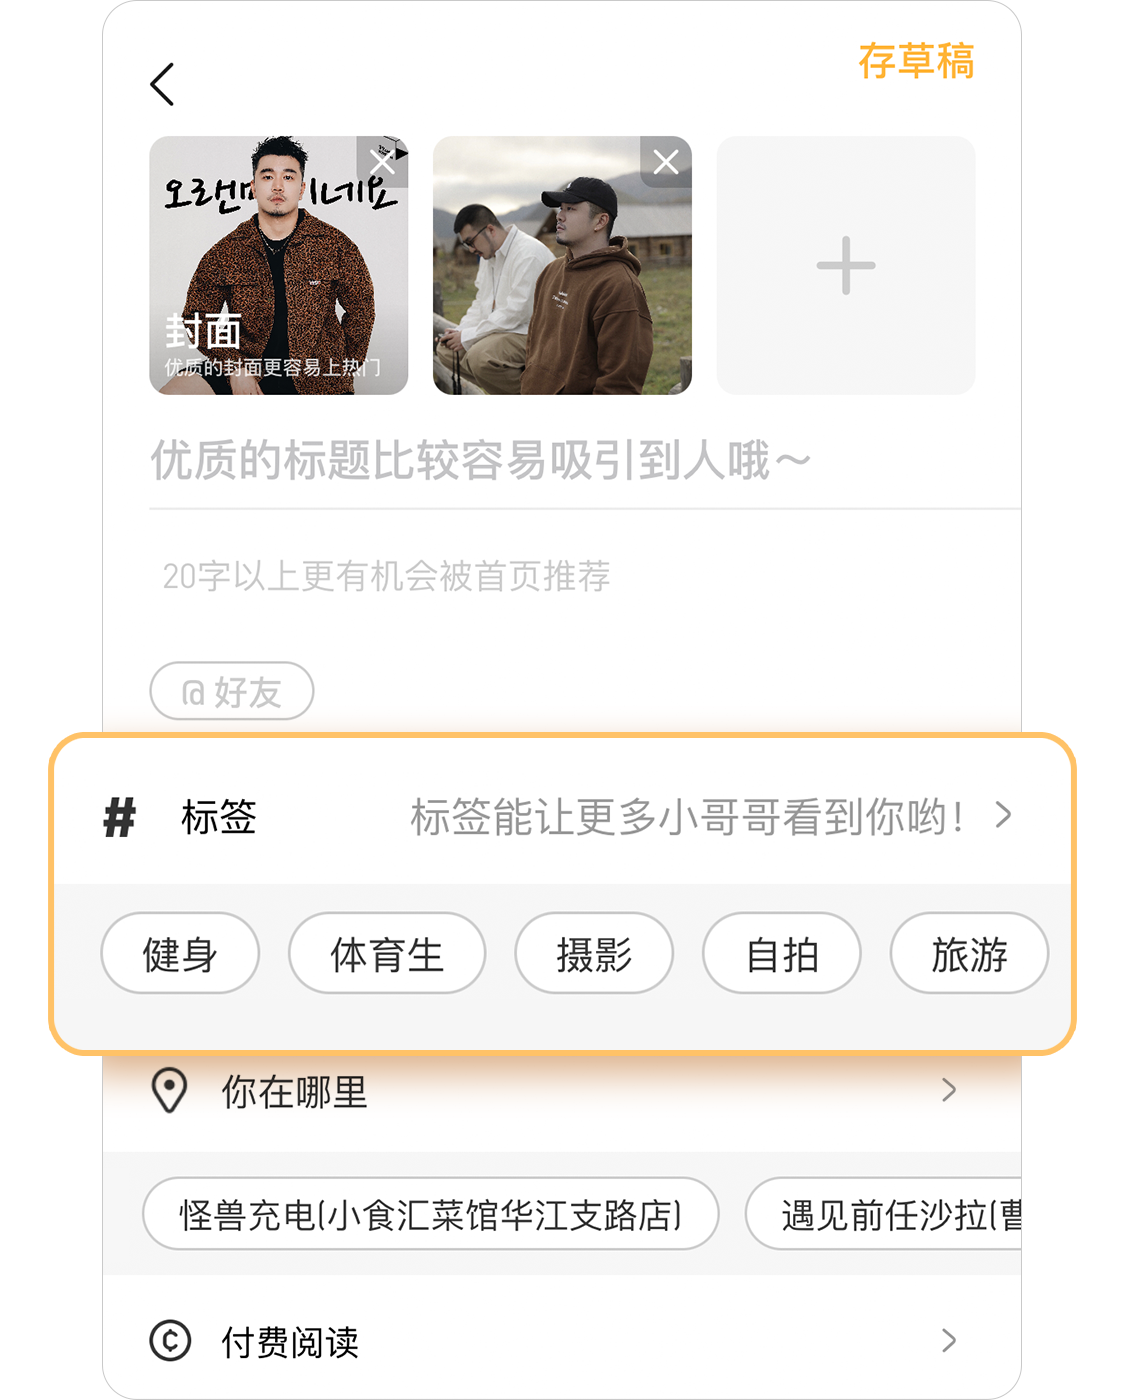 存草稿
오랜 이네요
封面
优质的封面更容易上热门
优质的标题比较容易吸引到人哦～
20字以上更有机会被首页推荐
@ 好友
# 标签 标签能让更多小哥哥看到你哟！
健身 体育生 摄影 自拍 旅游
你在哪里
怪兽充电(小食汇菜馆华江支路店) 遇见前任沙拉(曹
付费阅读